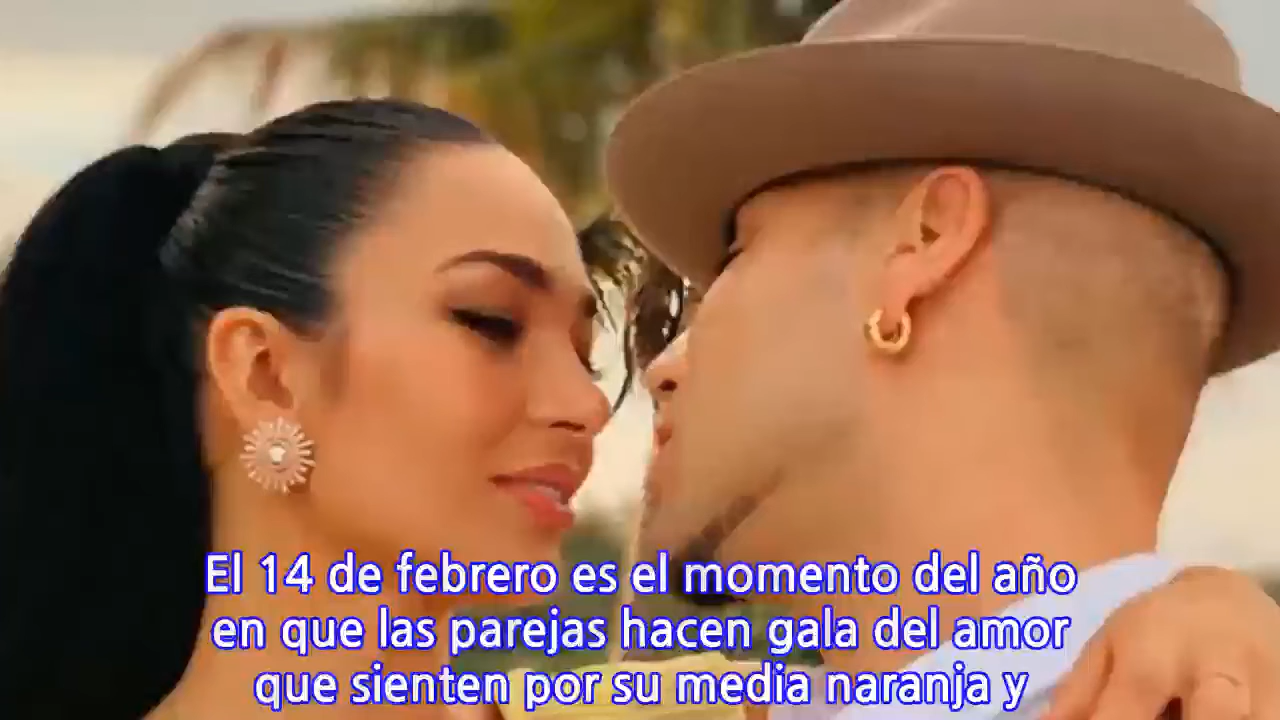 El 14 de febrero es el momento del año
en que las parejas hacen gala del amor
que sienten por su media naranja y